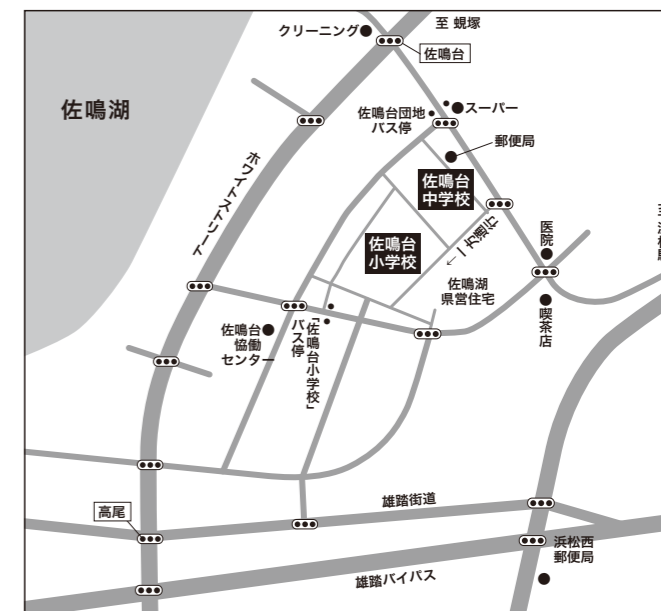 至 蜆塚
クリーニング
佐鳴台
佐鳴湖
佐鳴台団地
バス停
スーパー
郵便局
ホワイトストリート
佐鳴台
中学校
←一方通行
医院
佐鳴台
小学校
佐鳴湖
県営住宅
喫茶店
佐鳴台
協働
センター
「佐鳴台小学校」
バス停
雄踏街道
高尾
浜松西
郵便局
雄踏バイパス